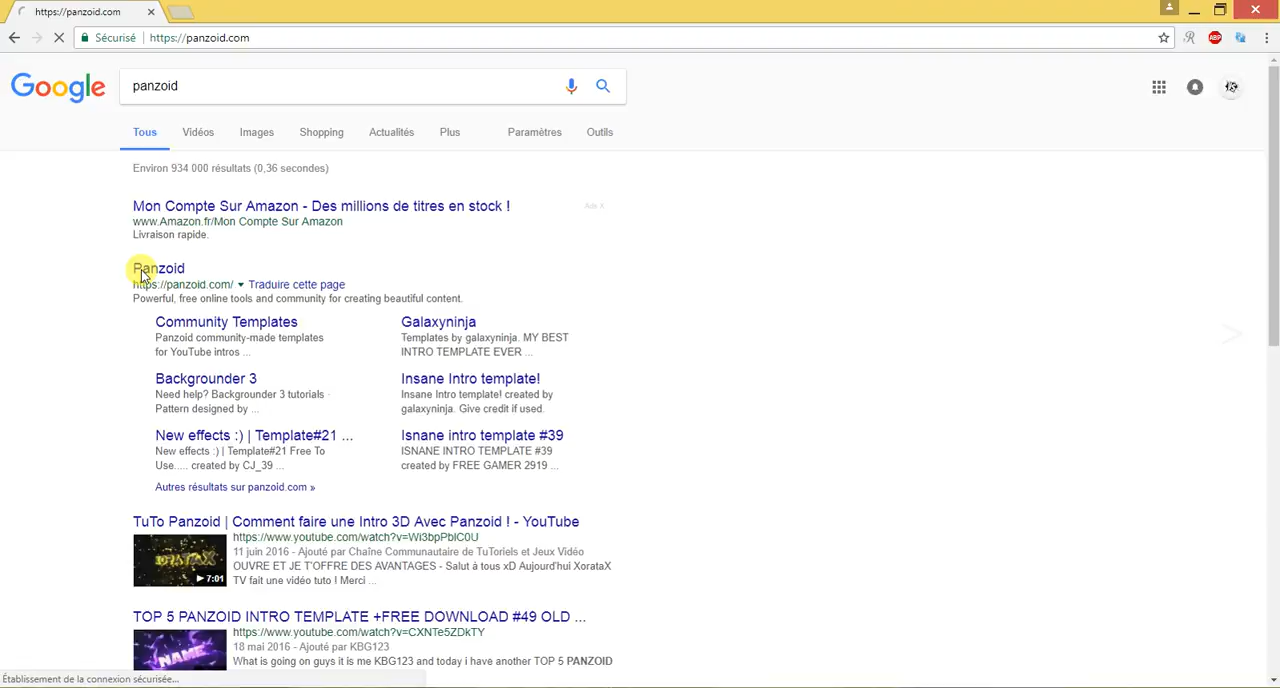 https://panzoid.com
Sécurisé https://panzoid.com
Google panzoid
Tous Vidéos Images Shopping Actualités Plus Paramètres Outils
Environ 934 000 résultats (0,36 secondes)
Mon Compte Sur Amazon - Des millions de titres en stock !
Ads X
www.Amazon.fr/Mon Compte Sur Amazon
Livraison rapide.
Panzoid
https://panzoid.com/ Traduire cette page
Powerful, free online tools and community for creating beautiful content.
Community Templates
Panzoid community-made templates
for YouTube intros ...
Galaxyninja
Templates by galaxyninja. MY BEST
INTRO TEMPLATE EVER ...
Backgrounder 3
Need help? Backgrounder 3 tutorials ·
Pattern designed by ...
Insane Intro template!
Insane Intro template! created by
galaxyninja. Give credit if used.
New effects :) | Template#21 ...
New effects :) | Template#21 Free To
Use..... created by CJ_39 ...
Isnane intro template #39
ISNANE INTRO TEMPLATE #39
created by FREE GAMER 2919 ...
Autres résultats sur panzoid.com »
TuTo Panzoid | Comment faire une Intro 3D Avec Panzoid ! - YouTube
https://www.youtube.com/watch?v=Wi3bpPbIC0U
11 juin 2016 - Ajouté par Chaîne Communautaire de TuToriels et Jeux Vidéo
OUVRE ET JE T'OFFRE DES AVANTAGES - Salut à tous xD Aujourd'hui XorataX
TV fait une vidéo tuto ! Merci ...
7:01
TOP 5 PANZOID INTRO TEMPLATE +FREE DOWNLOAD #49 OLD ...
https://www.youtube.com/watch?v=CXNTe5ZDkTY
18 mai 2016 - Ajouté par KBG123
What is going on guys it is me KBG123 and today i have another TOP 5 PANZOID
NAME
Établissement de la connexion sécurisée...